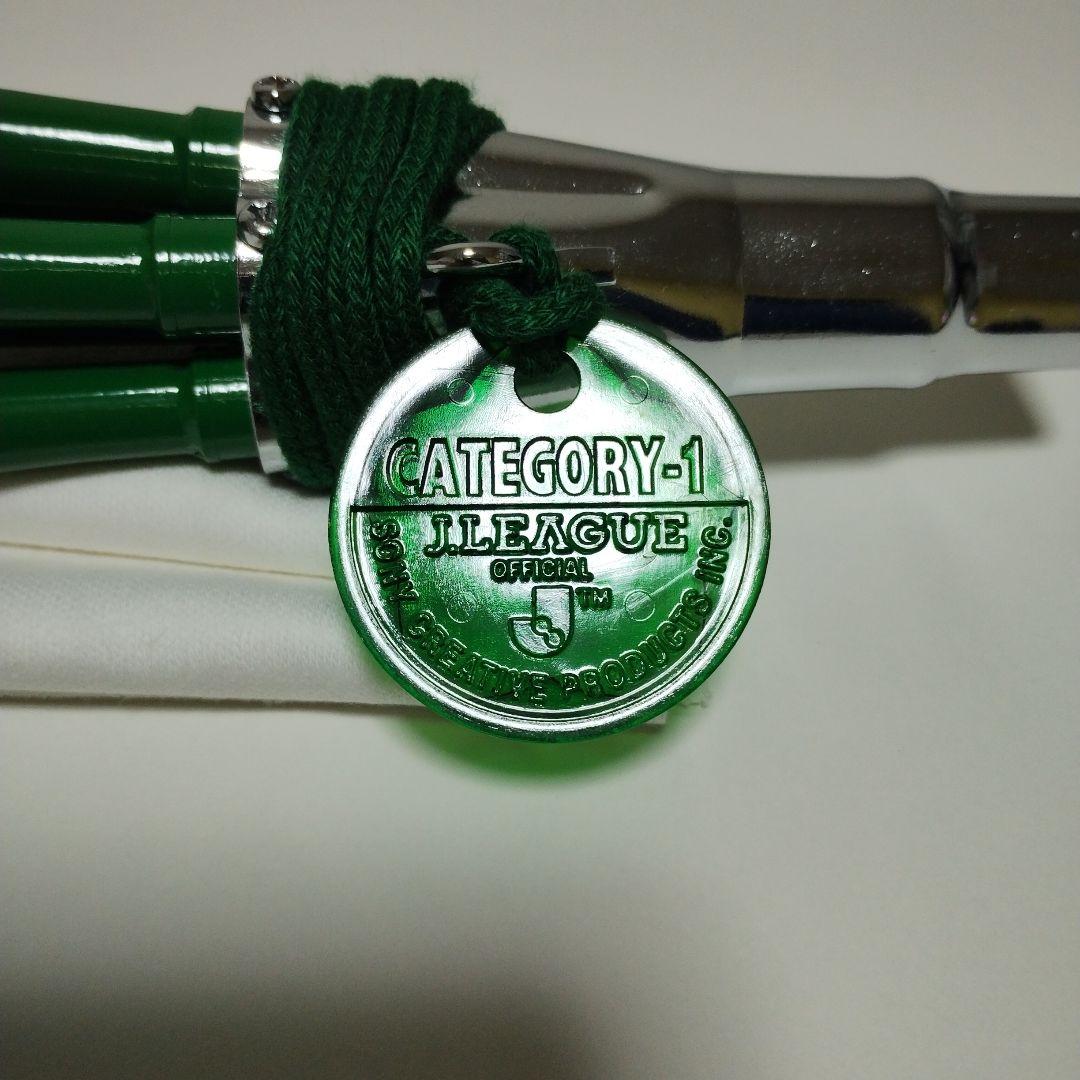 CATEGORY-1
J.LEAGUE
OFFICIAL
TM
SONY CREATIVE PRODUCTS INC.